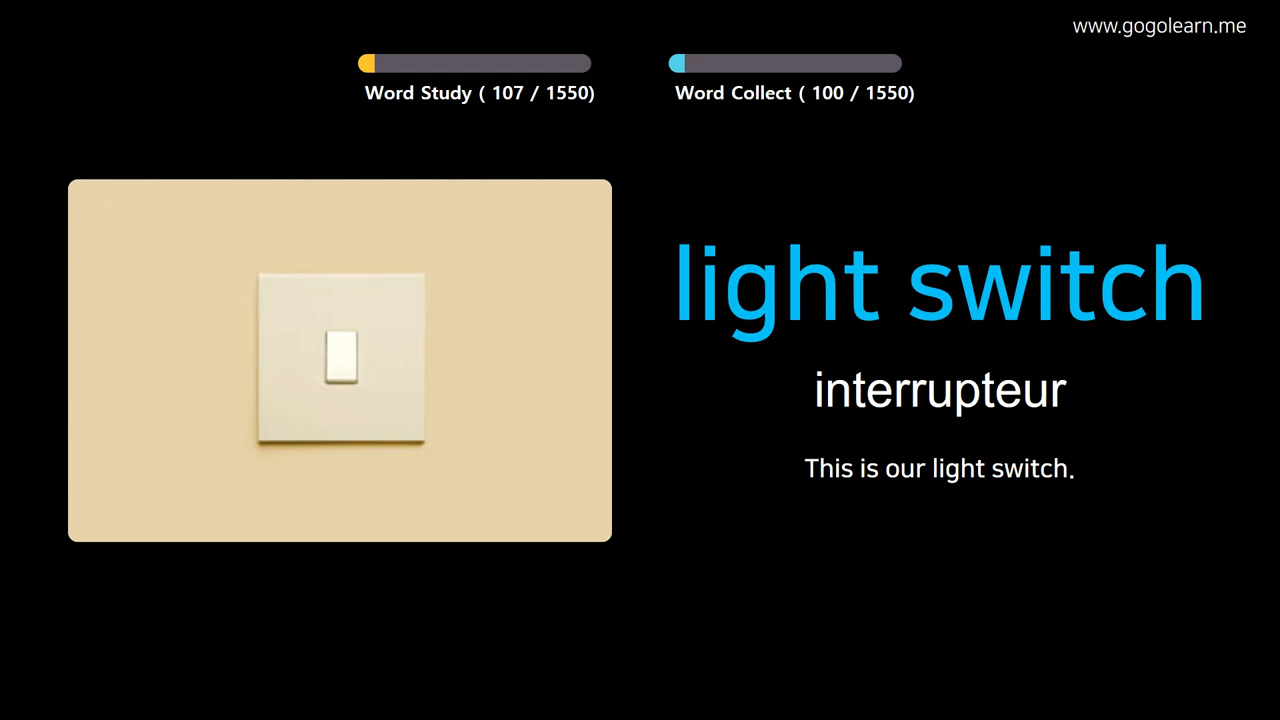 www.gogolearn.me
Word Study ( 107 / 1550)
Word Collect ( 100 / 1550)
light switch
interrupteur
This is our light switch.